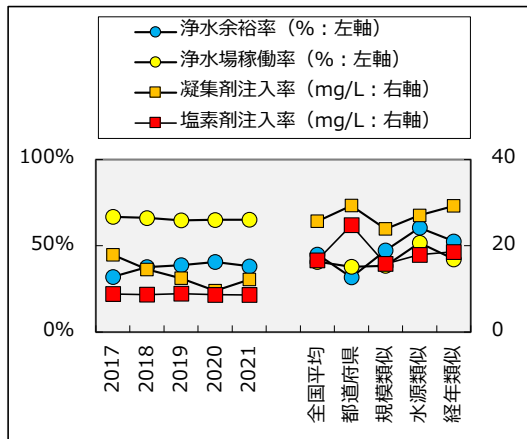 浄水余裕率（%：左軸）
浄水場稼働率（%：左軸）
凝集剤注入率（mg/L：右軸）
塩素剤注入率（mg/L：右軸）
100%
40
50%
20
0%
0
2017
2018
2019
2020
2021
全国平均
都道府県
規模類似
水源類似
経年類似